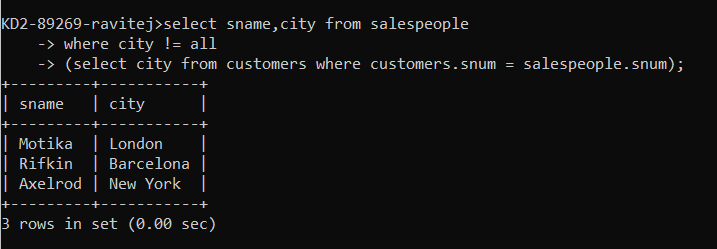 KD2-89269-ravitej>select sname,city from salespeople
    -> where city != all
    -> (select city from customers where customers.snum = salespeople.snum);
+---------+-----------+
| sname   | city      |
+---------+-----------+
| Motika  | London    |
| Rifkin  | Barcelona |
| Axelrod | New York  |
+---------+-----------+
3 rows in set (0.00 sec)